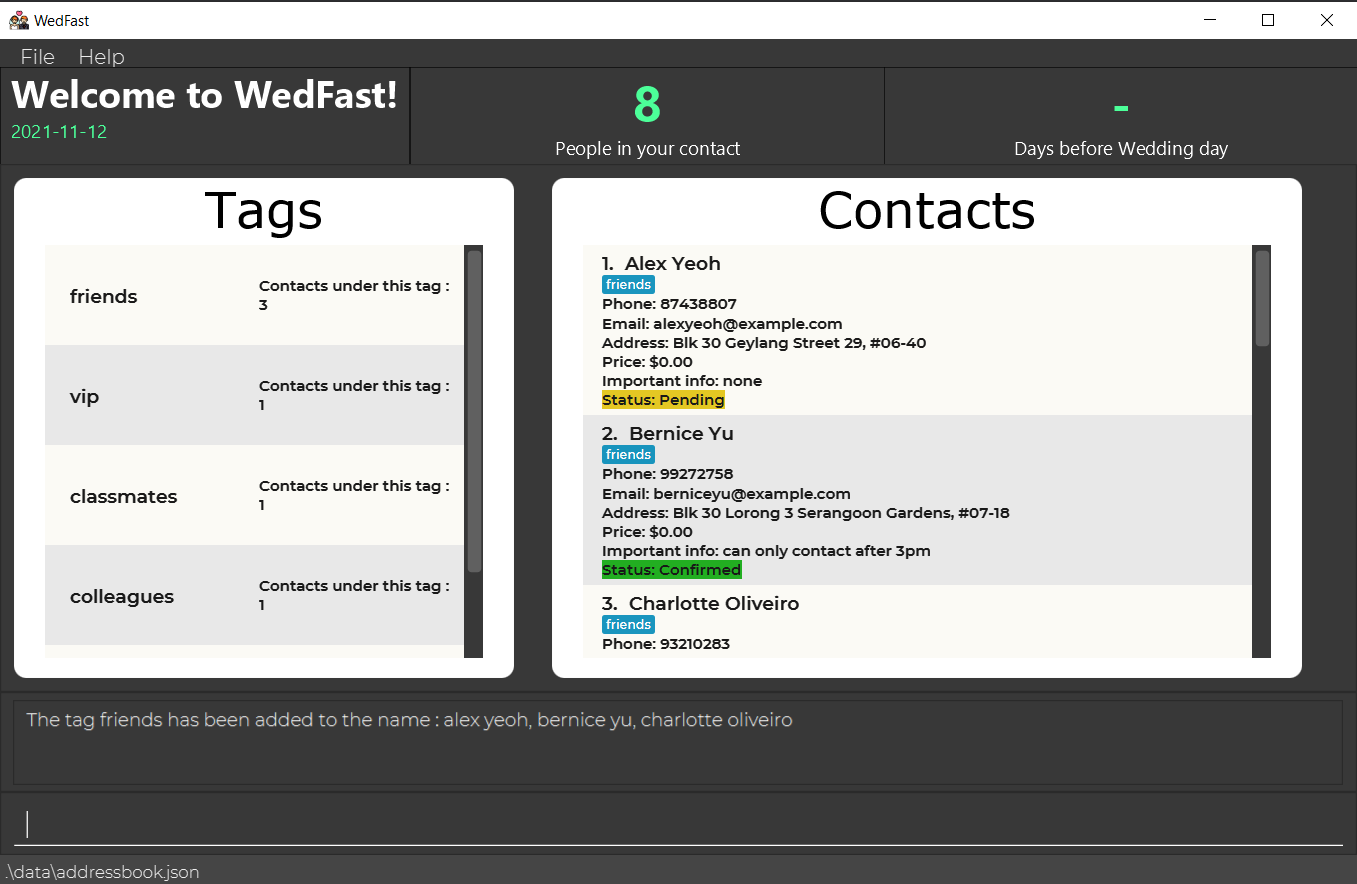 WedFast
File Help
Welcome to WedFast!
2021-11-12
8
People in your contact
-
Days before Wedding day
Tags
friends
Contacts under this tag :
3
vip
Contacts under this tag :
1
classmates
Contacts under this tag :
1
colleagues
Contacts under this tag :
1
Contacts
1. Alex Yeoh
friends
Phone: 87438807
Email: alexyeoh@example.com
Address: Blk 30 Geylang Street 29, #06-40
Price: $0.00
Important info: none
Status: Pending
2. Bernice Yu
friends
Phone: 99272758
Email: berniceyu@example.com
Address: Blk 30 Lorong 3 Serangoon Gardens, #07-18
Price: $0.00
Important info: can only contact after 3pm
Status: Confirmed
3. Charlotte Oliveiro
friends
Phone: 93210283
The tag friends has been added to the name : alex yeoh, bernice yu, charlotte oliveiro
.\data\addressbook.json